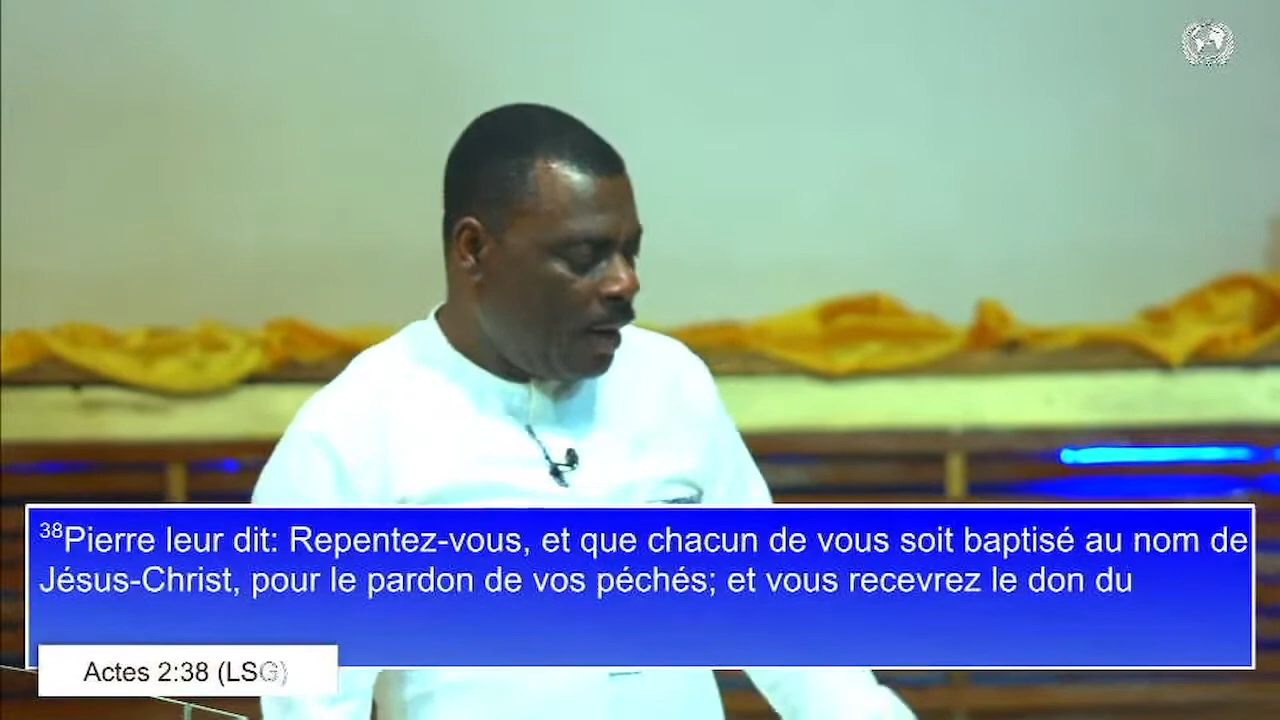 ³⁸Pierre leur dit: Repentez-vous, et que chacun de vous soit baptisé au nom de
Jésus-Christ, pour le pardon de vos péchés; et vous recevrez le don du
Actes 2:38 (LSG)